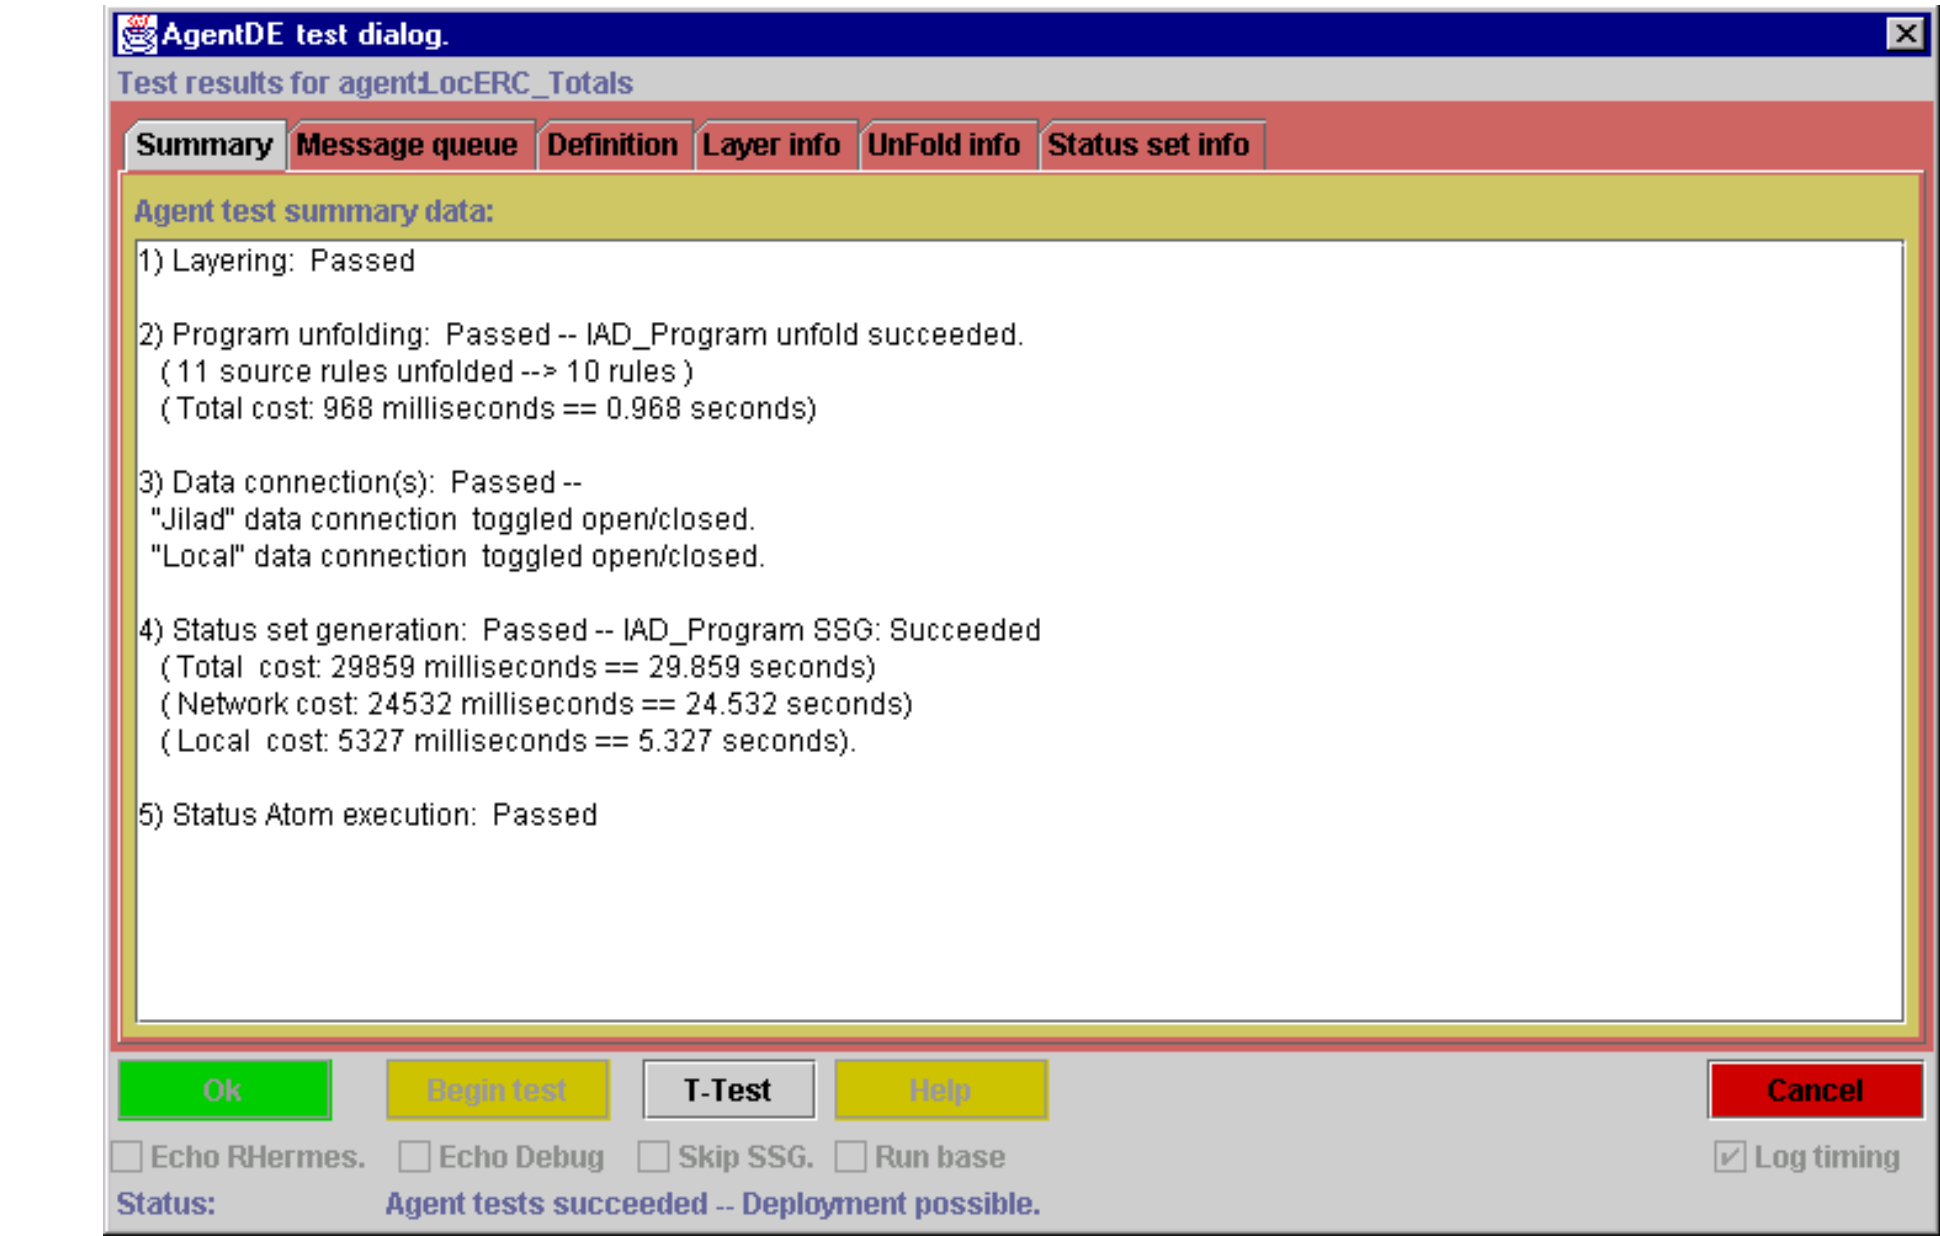 AgentDE test dialog.
Test results for agent:LocERC_Totals
Summary Message queue Definition Layer info UnFold info Status set info
Agent test summary data:
1) Layering: Passed
2) Program unfolding: Passed -- IAD_Program unfold succeeded.
( 11 source rules unfolded --> 10 rules )
( Total cost: 968 milliseconds == 0.968 seconds)
3) Data connection(s): Passed --
"Jilad" data connection toggled open/closed.
"Local" data connection toggled open/closed.
4) Status set generation: Passed -- IAD_Program SSG: Succeeded
( Total cost: 29859 milliseconds == 29.859 seconds)
( Network cost: 24532 milliseconds == 24.532 seconds)
( Local cost: 5327 milliseconds == 5.327 seconds).
5) Status Atom execution: Passed
Ok Begin test T-Test Help Cancel
Echo RHermes. Echo Debug Skip SSG. Run base Log timing
Status: Agent tests succeeded -- Deployment possible.